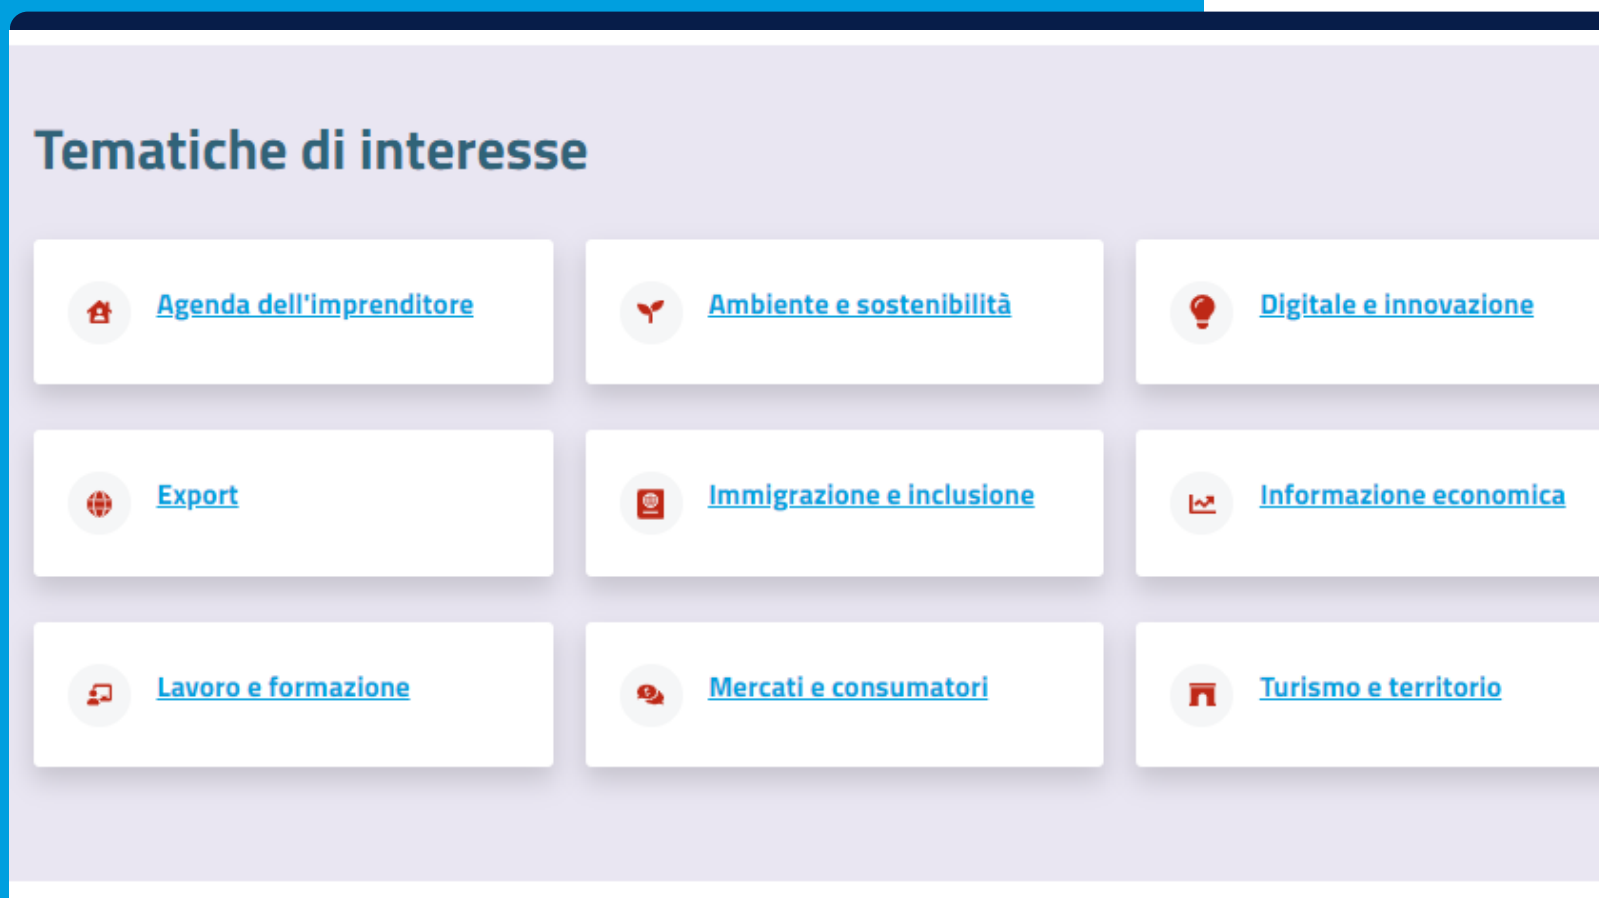 Tematiche di interesse
Agenda dell'imprenditore
Ambiente e sostenibilità
Digitale e innovazione
Export
Immigrazione e inclusione
Informazione economica
Lavoro e formazione
Mercati e consumatori
Turismo e territorio